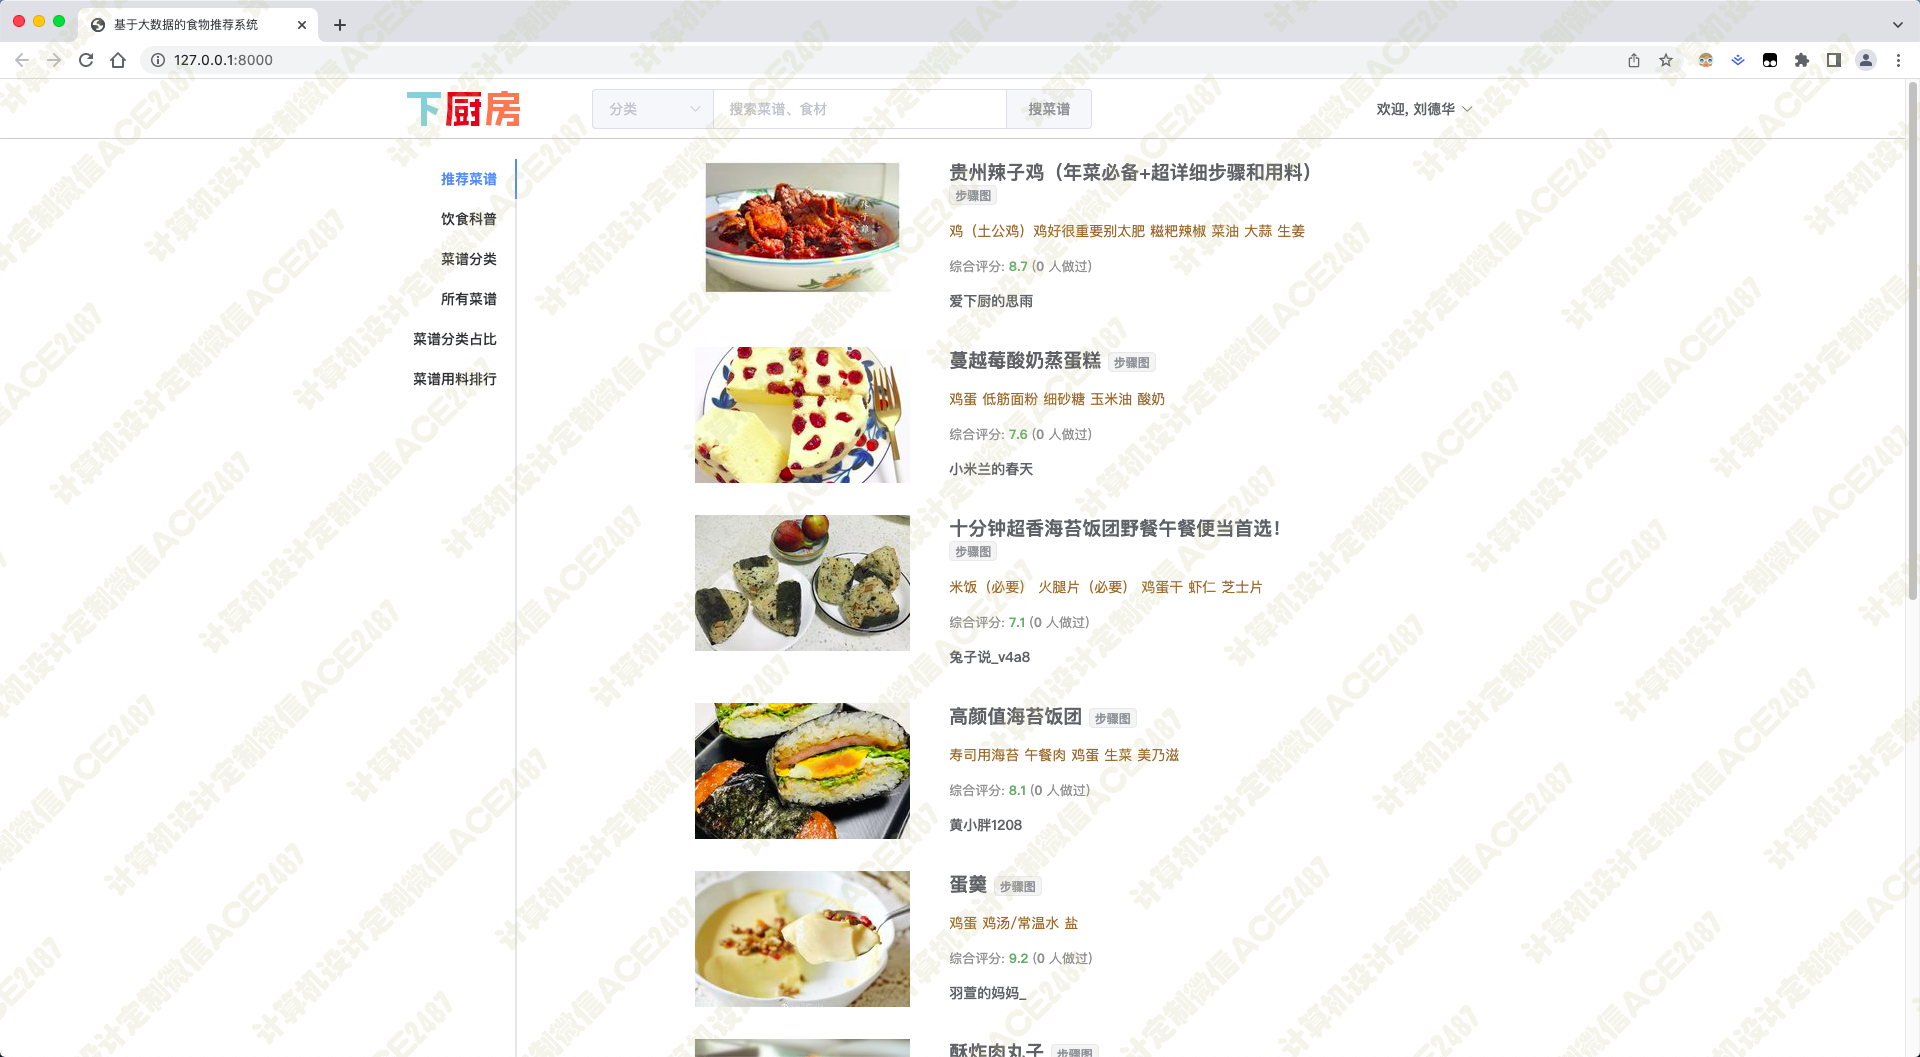 基于大数据的食物推荐系统
127.0.0.1:8000
下厨房
分类
搜索菜谱、食材
搜菜谱
欢迎, 刘德华
推荐菜谱
饮食科普
菜谱分类
所有菜谱
菜谱分类占比
菜谱用料排行
贵州辣子鸡（年菜必备+超详细步骤和用料）
步骤图
鸡（土公鸡）鸡好很重要别太肥 糍粑辣椒 菜油 大蒜 生姜
综合评分: 8.7 (0 人做过)
爱下厨的思雨
蔓越莓酸奶蒸蛋糕 步骤图
鸡蛋 低筋面粉 细砂糖 玉米油 酸奶
综合评分: 7.6 (0 人做过)
小米兰的春天
十分钟超香海苔饭团野餐午餐便当首选！
步骤图
米饭（必要） 火腿片（必要） 鸡蛋干 虾仁 芝士片
综合评分: 7.1 (0 人做过)
兔子说_v4a8
高颜值海苔饭团 步骤图
寿司用海苔 午餐肉 鸡蛋 生菜 美乃滋
综合评分: 8.1 (0 人做过)
黄小胖1208
蛋羹 步骤图
鸡蛋 鸡汤/常温水 盐
综合评分: 9.2 (0 人做过)
羽萱的妈妈_
酥炸肉丸子 步骤图
计算机设计定制微信ACE2487